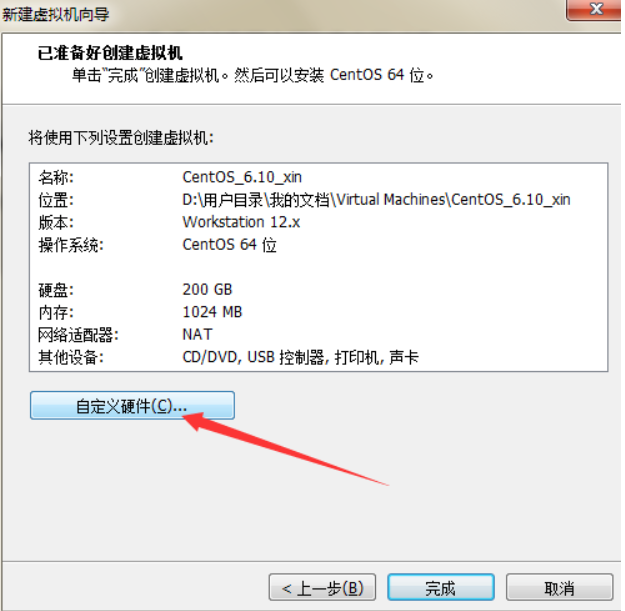 新建虚拟机向导
已准备好创建虚拟机
单击"完成"创建虚拟机。然后可以安装 CentOS 64 位。
将使用下列设置创建虚拟机:
名称: CentOS_6.10_xin
位置: D:\用户目录\我的文档\Virtual Machines\CentOS_6.10_xin
版本: Workstation 12.x
操作系统: CentOS 64 位
硬盘: 200 GB
内存: 1024 MB
网络适配器: NAT
其他设备: CD/DVD, USB 控制器, 打印机, 声卡
自定义硬件(C)...
< 上一步(B) 完成 取消